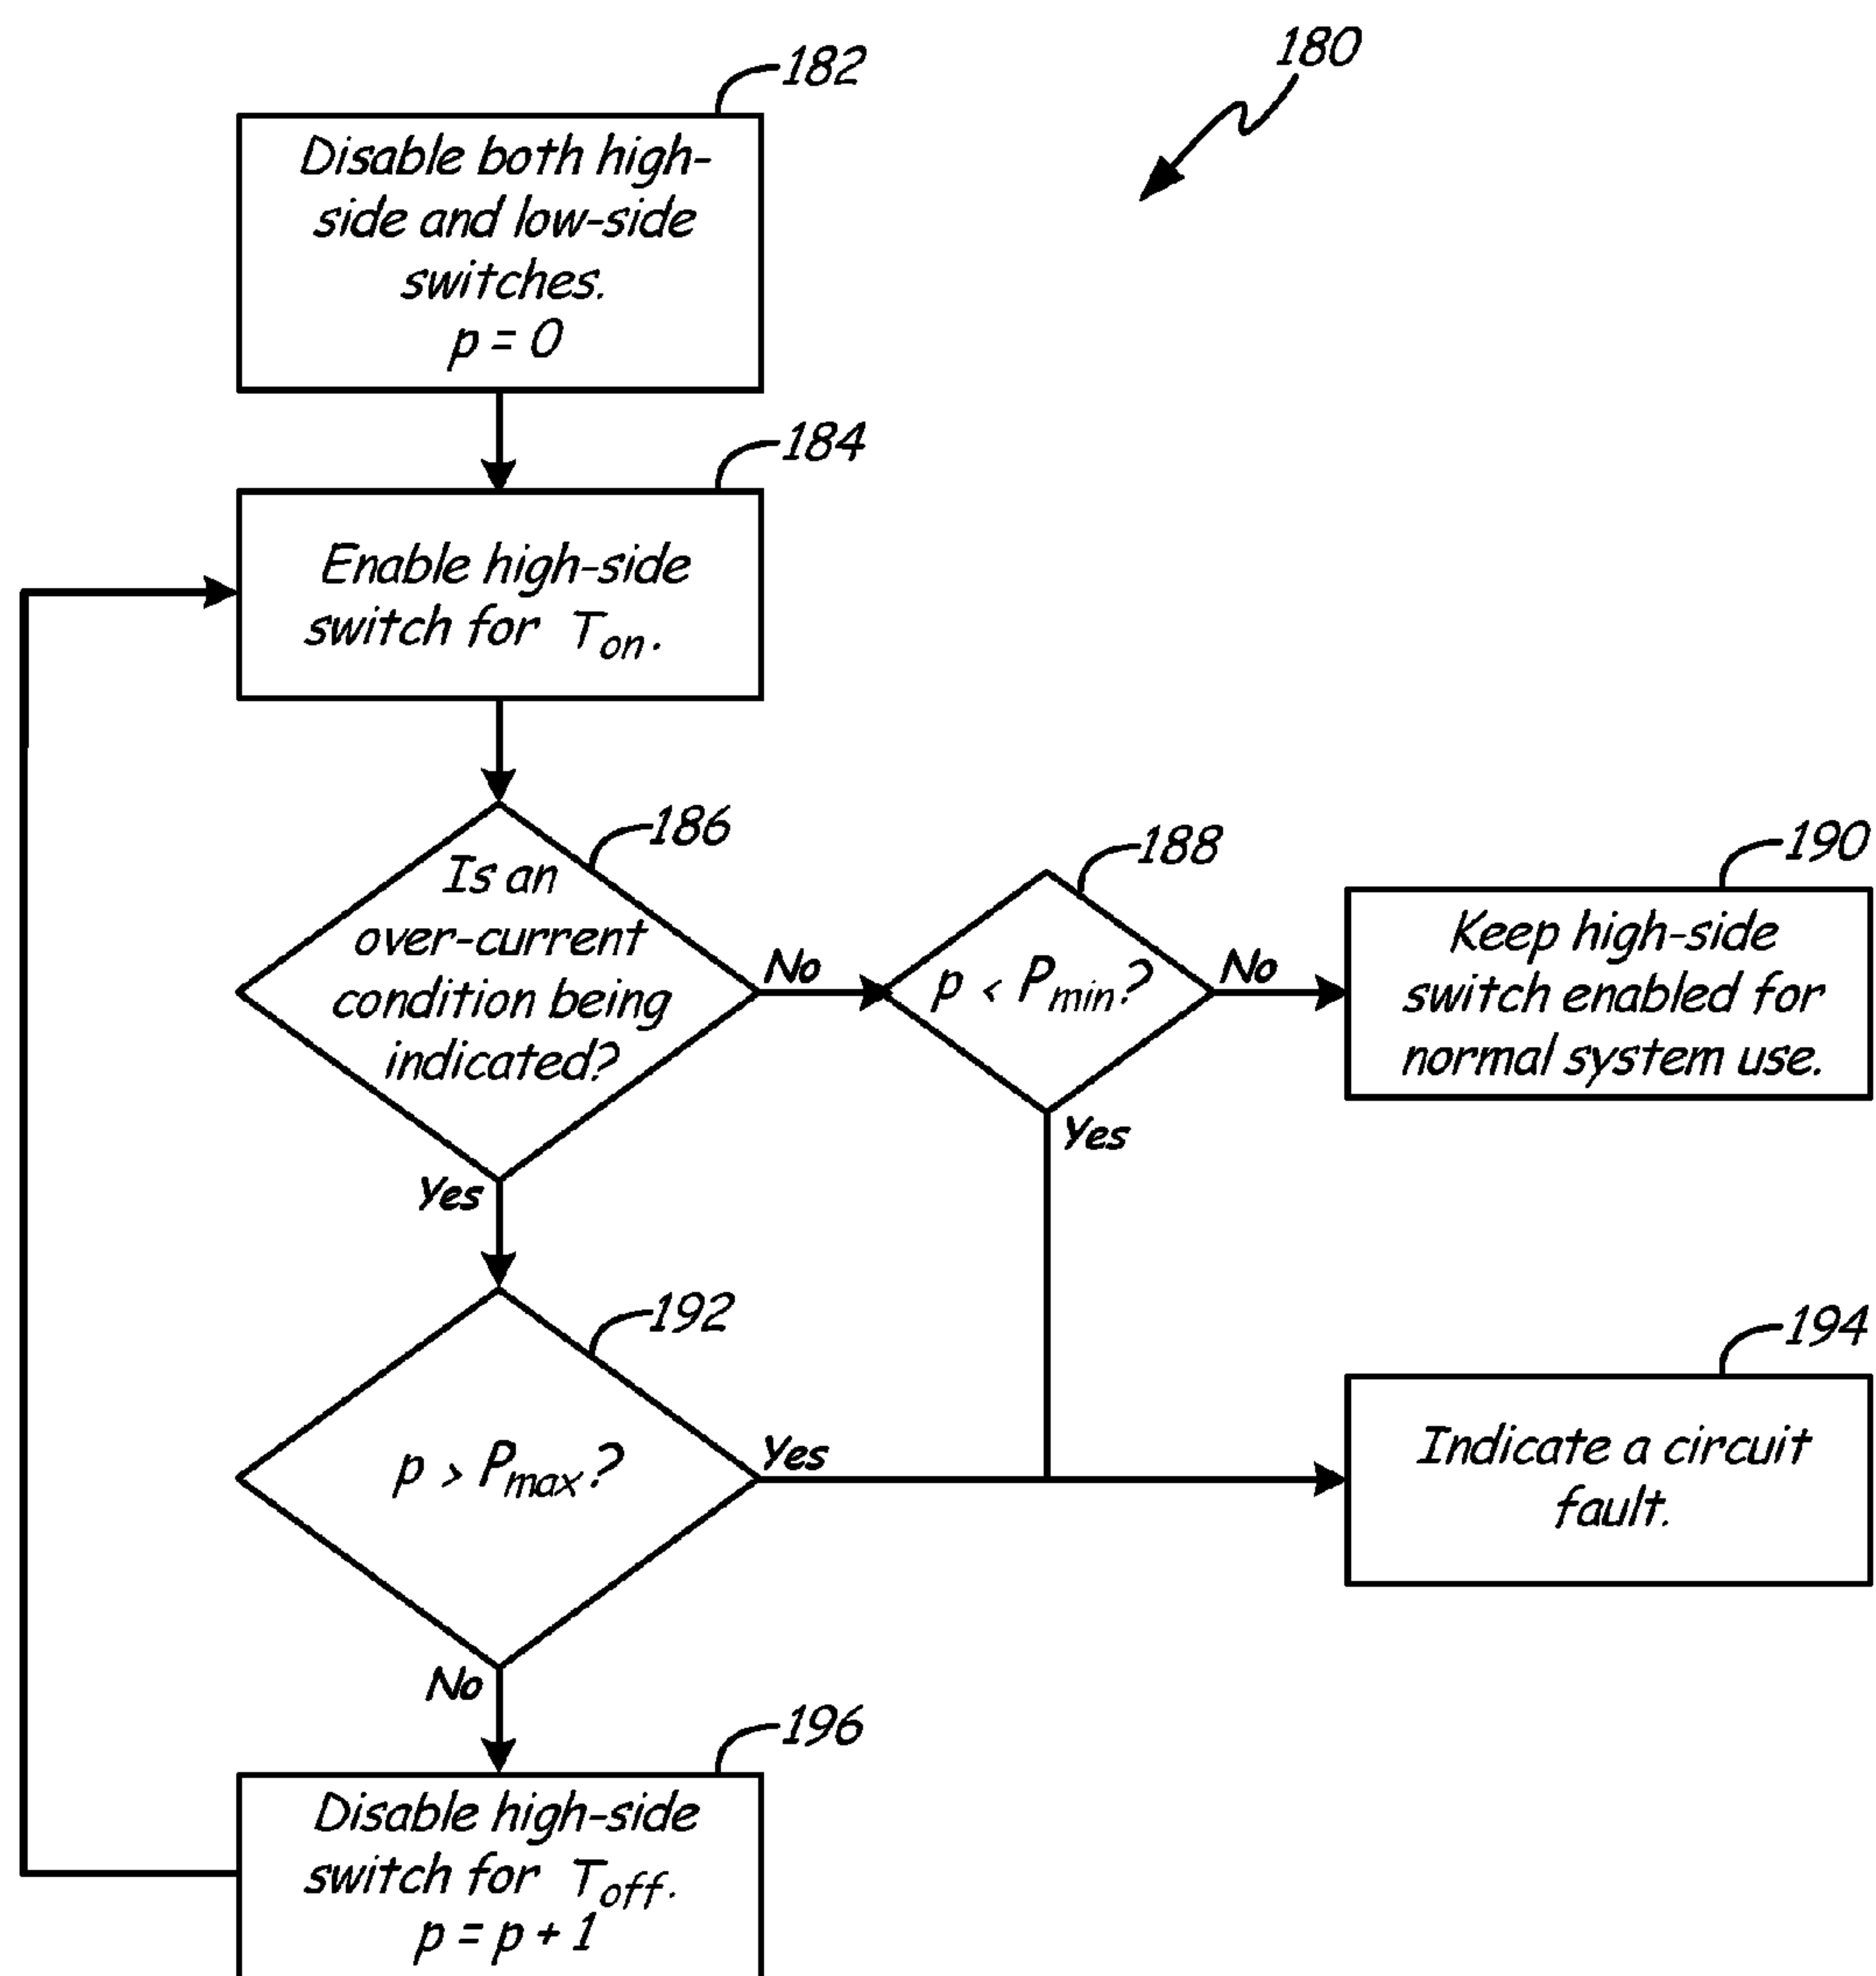 182
180
Disable both high-
side and low-side
switches.
p = 0
184
Enable high-side
switch for Ton.
186
Is an
over-current
condition being
indicated?
No
188
p < Pmin?
No
190
Keep high-side
switch enabled for
normal system use.
Yes
Yes
192
p > Pmax?
Yes
194
Indicate a circuit
fault.
No
196
Disable high-side
switch for Toff.
p = p + 1